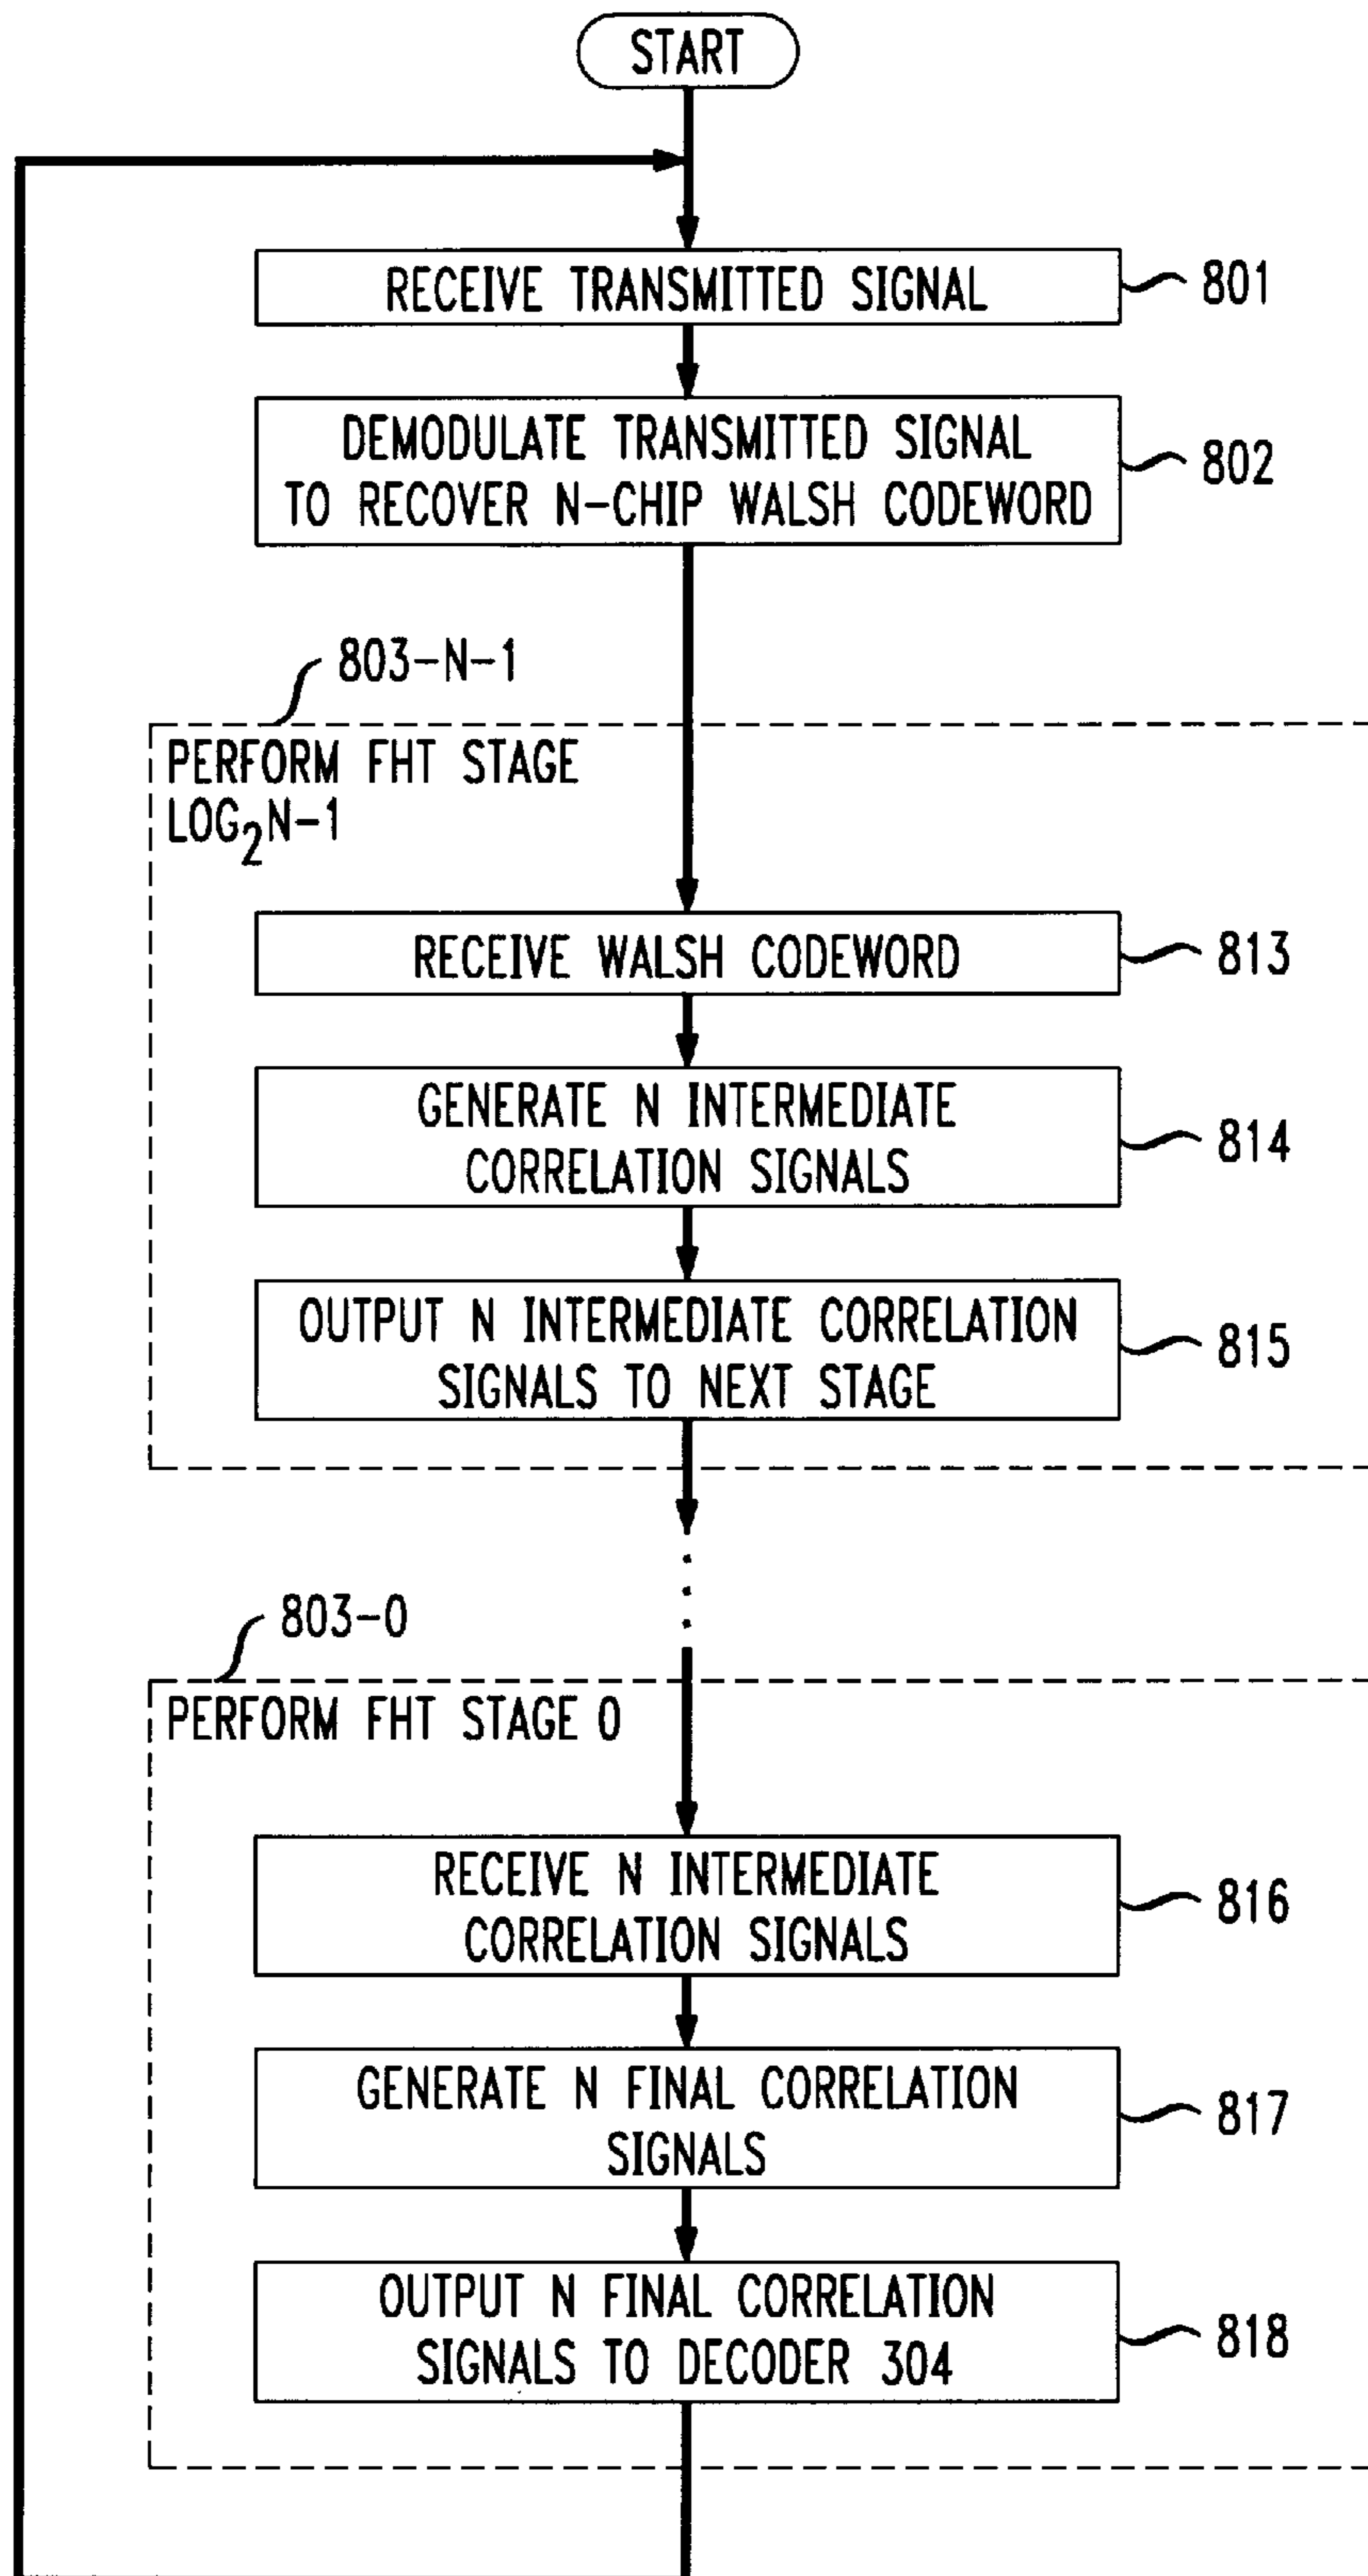 START
RECEIVE TRANSMITTED SIGNAL
801
DEMODULATE TRANSMITTED SIGNAL
TO RECOVER N-CHIP WALSH CODEWORD
802
803-N-1
PERFORM FHT STAGE
LOG₂N-1
RECEIVE WALSH CODEWORD
813
GENERATE N INTERMEDIATE
CORRELATION SIGNALS
814
OUTPUT N INTERMEDIATE CORRELATION
SIGNALS TO NEXT STAGE
815
803-0
PERFORM FHT STAGE 0
RECEIVE N INTERMEDIATE
CORRELATION SIGNALS
816
GENERATE N FINAL CORRELATION
SIGNALS
817
OUTPUT N FINAL CORRELATION
SIGNALS TO DECODER 304
818